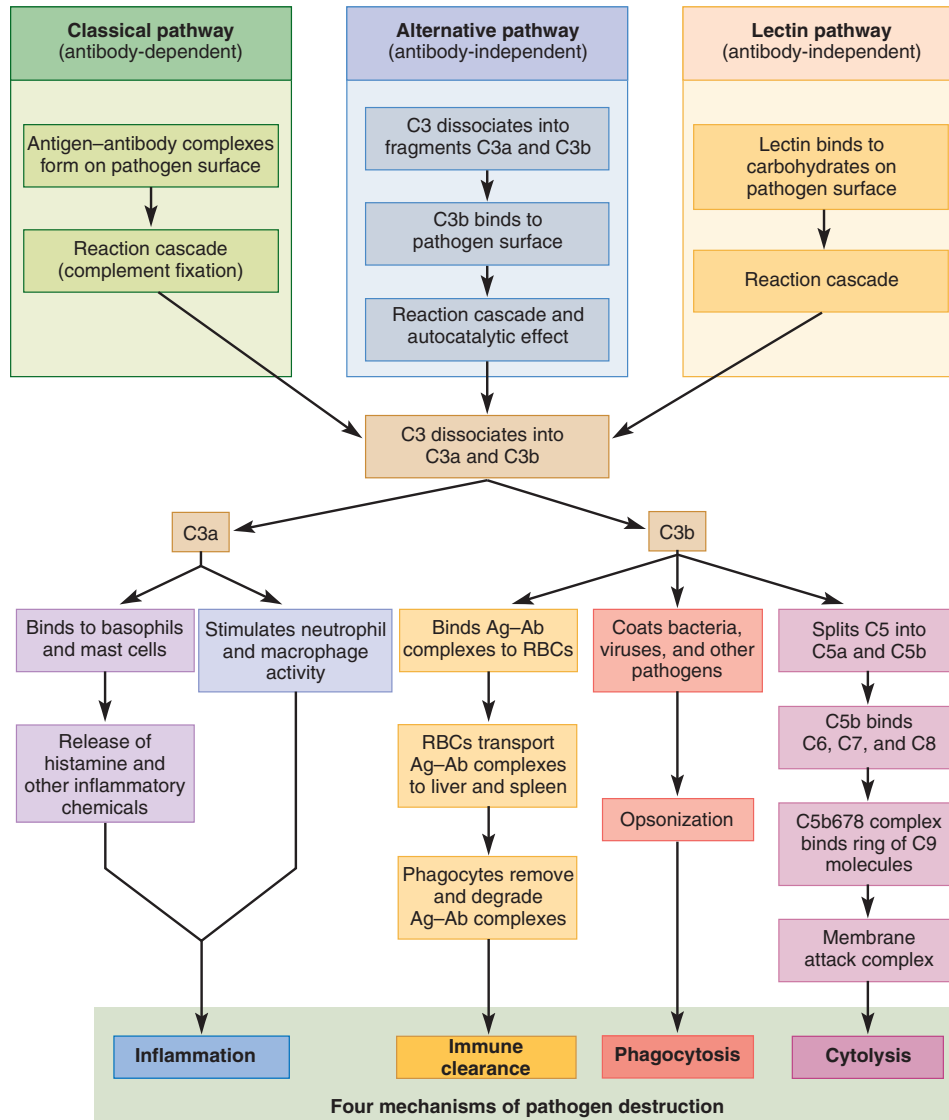 Classical pathway
(antibody-dependent)
Alternative pathway
(antibody-independent)
Lectin pathway
(antibody-independent)
Antigen–antibody complexes
form on pathogen surface
Reaction cascade
(complement fixation)
C3 dissociates into
fragments C3a and C3b
C3b binds to
pathogen surface
Reaction cascade and
autocatalytic effect
Lectin binds to
carbohydrates on
pathogen surface
Reaction cascade
C3 dissociates into
C3a and C3b
C3a
C3b
Binds to basophils
and mast cells
Release of
histamine and
other inflammatory
chemicals
Stimulates neutrophil
and macrophage
activity
Binds Ag–Ab
complexes to RBCs
RBCs transport
Ag–Ab complexes
to liver and spleen
Phagocytes remove
and degrade
Ag–Ab complexes
Coats bacteria,
viruses, and other
pathogens
Opsonization
Splits C5 into
C5a and C5b
C5b binds
C6, C7, and C8
C5b678 complex
binds ring of C9
molecules
Membrane
attack complex
Inflammation
Immune
clearance
Phagocytosis
Cytolysis
Four mechanisms of pathogen destruction